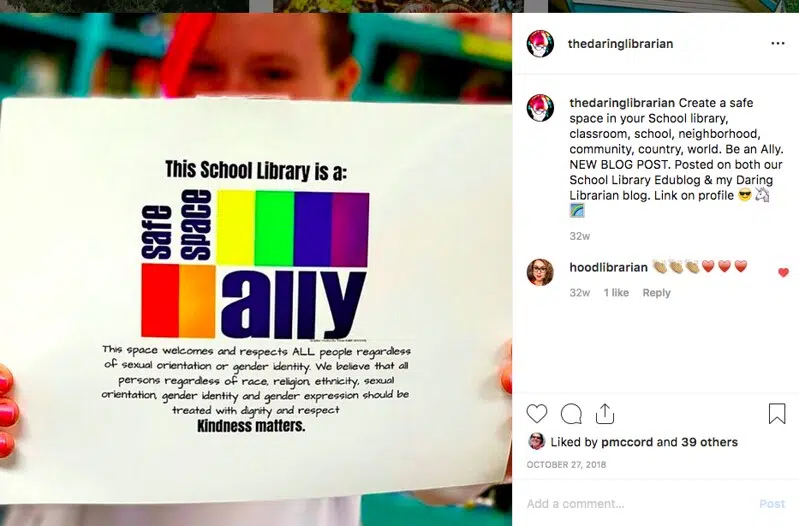 This School Library is a:
safe
space
ally
This space welcomes and respects ALL people regardless
of sexual orientation or gender identity. We believe that all
persons regardless of race, religion, ethnicity, sexual
orientation, gender identity and gender expression should be
treated with dignity and respect
Kindness matters.
thedaringlibrarian
thedaringlibrarian Create a safe
space in your School library,
classroom, school, neighborhood,
community, country, world. Be an Ally.
NEW BLOG POST. Posted on both our
School Library Edublog & my Daring
Librarian blog. Link on profile 😎🦄
🌈
32w
hoodlibrarian 👏👏👏❤️❤️❤️
32w 1 like Reply
Liked by pmccord and 39 others
OCTOBER 27, 2018
Add a comment... Post